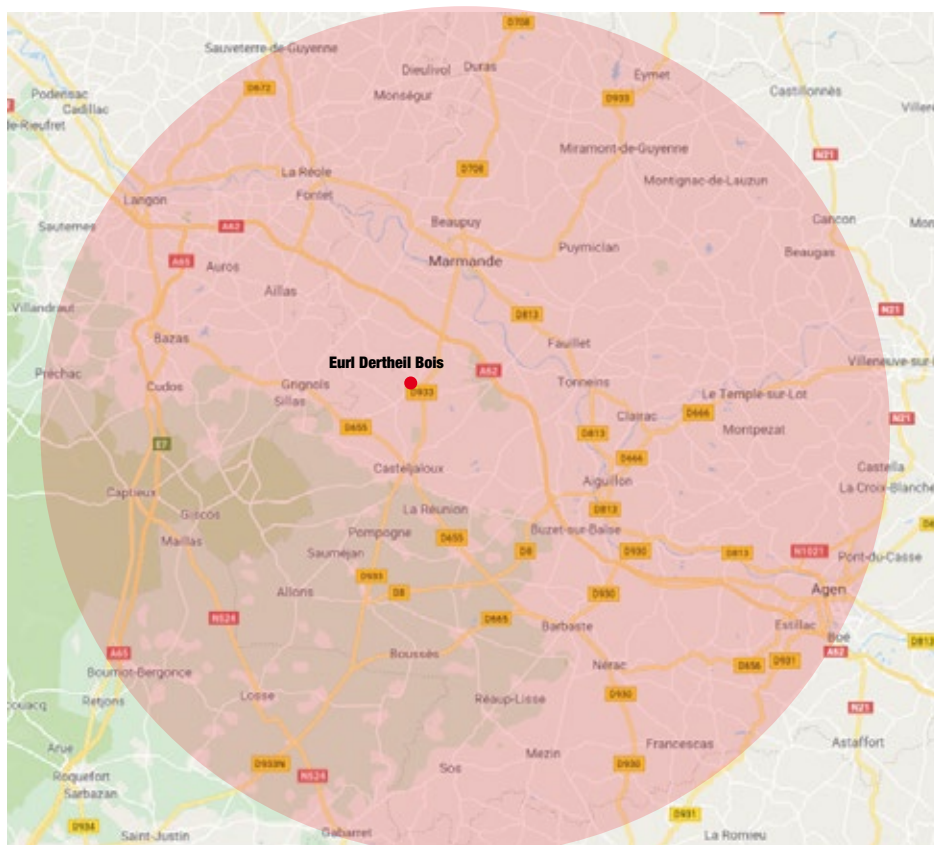 D708
Sauveterre-de-Guyenne
Dieulivol
Duras
Eymet
Podensac
D672
Monségur
D933
Castillonnès
Cadillac
Villere
le-Rieufret
Miramont-de-Guyenne
N21
La Réole
D708
Montignac-de-Lauzun
Langon
Fontet
Sauternes
A62
Beaupuy
Cancon
Mon
Puymiclan
Beaugas
A65
Auros
Marmande
Aillas
Villandraut
D813
N21
Bazas
Fauillet
Eurl Dertheil Bois
Villeneuve-sur-
Préchac
Cudos
Grignols
D933
A62
Tonneins
Le Temple-sur-Lot
Sillas
Clairac
D666
N21
E7
D655
D813
Montpezat
Casteljaloux
D666
Castella
Captieux
Aiguillon
La Croix-Blanche
Giscos
La Réunion
D813
Maillas
Pompogne
D655
Buzet-sur-Baïse
Sauméjan
D8
D930
D813
N1021
Pont-du-Casse
D933
Allons
D8
D930
Agen
N524
D665
Barbaste
Estillac
Boé
D813
A65
Boussès
A62
Bourriot-Bergonce
Nérac
D656
D931
Losse
Réaup-Lisse
D930
ouacq
Retjons
N21
Arue
Mezin
Francescas
Astaffort
D933N
Sos
D930
Roquefort
N524
Sarbazan
D934
Saint-Justin
Gabarret
D931
La Romieu